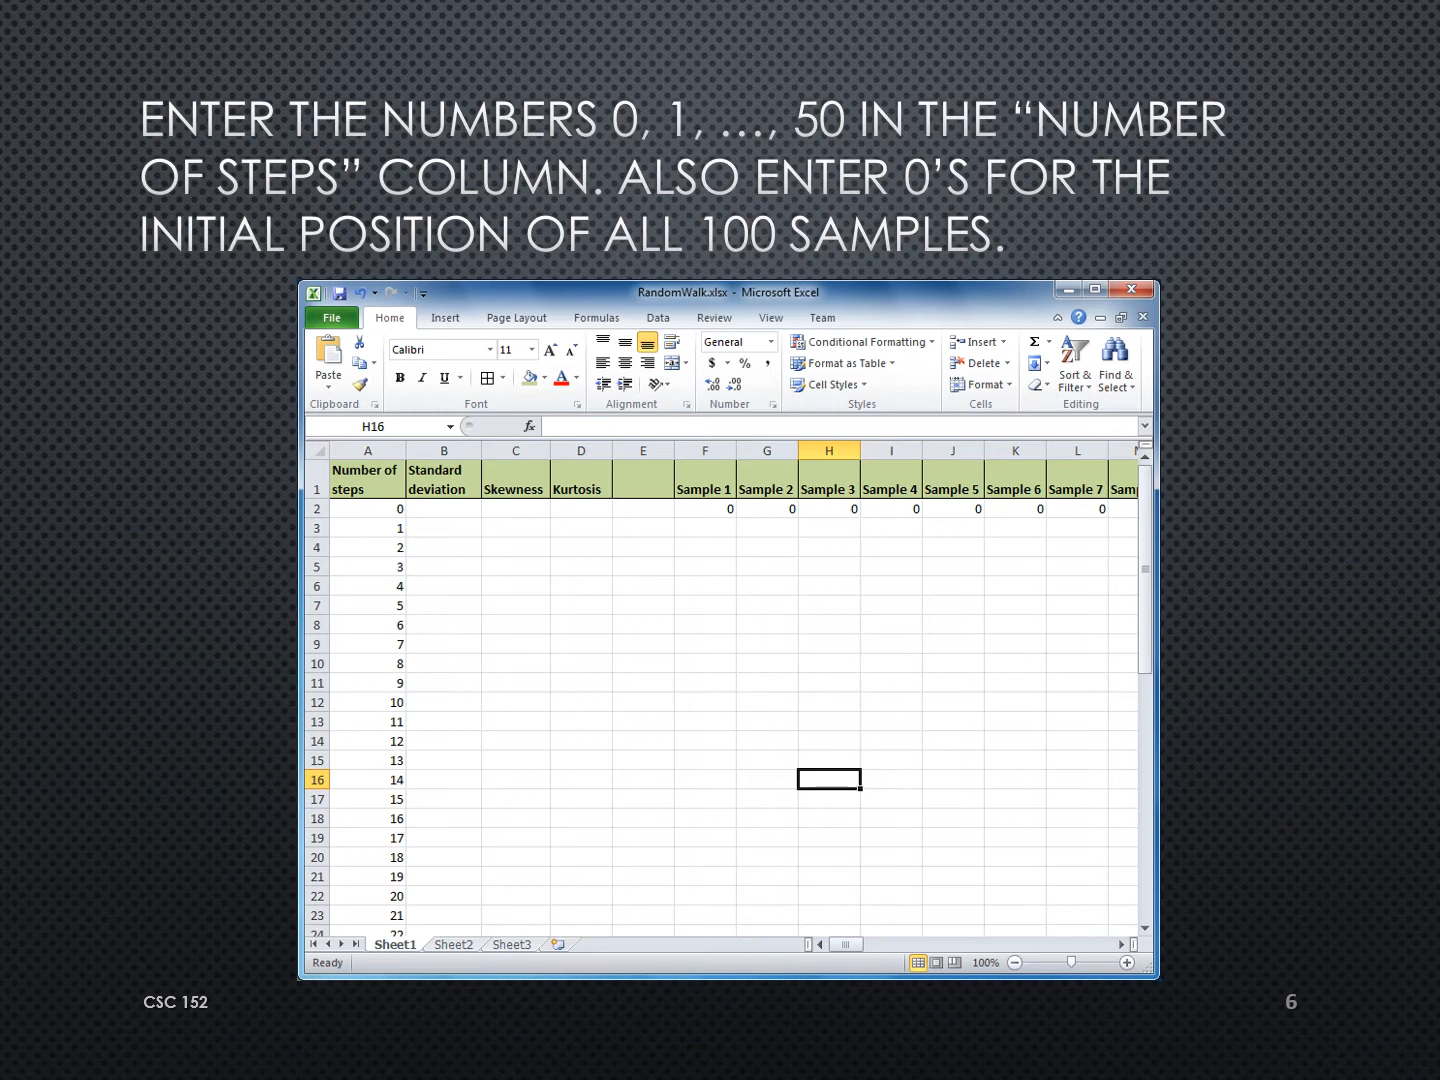 ENTER THE NUMBERS 0, 1, …, 50 IN THE “NUMBER
OF STEPS” COLUMN. ALSO ENTER 0’S FOR THE
INITIAL POSITION OF ALL 100 SAMPLES.
RandomWalk.xlsx - Microsoft Excel
File Home Insert Page Layout Formulas Data Review View Team
Calibri 11 General Conditional Formatting Insert Σ
Paste $ % , Format as Table Delete Sort & Find &
B I U Cell Styles Format Filter Select
Clipboard Font Alignment Number Styles Cells Editing
H16 fx
A B C D E F G H I J K L
Number of Standard
1 steps deviation Skewness Kurtosis Sample 1 Sample 2 Sample 3 Sample 4 Sample 5 Sample 6 Sample 7
2 0 0 0 0 0 0 0 0
3 1
4 2
5 3
6 4
7 5
8 6
9 7
10 8
11 9
12 10
13 11
14 12
15 13
16 14
17 15
18 16
19 17
20 18
21 19
22 20
23 21
24 22
Sheet1 Sheet2 Sheet3
Ready 100%
CSC 152 6